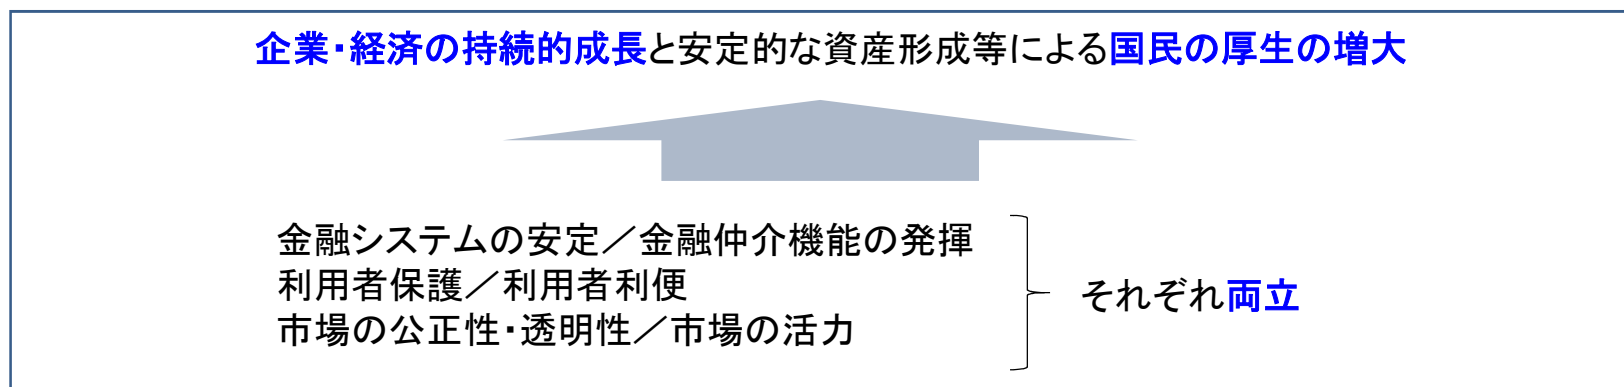 企業・経済の持続的成長と安定的な資産形成等による国民の厚生の増大
金融システムの安定／金融仲介機能の発揮
利用者保護／利用者利便
市場の公正性・透明性／市場の活力
それぞれ両立